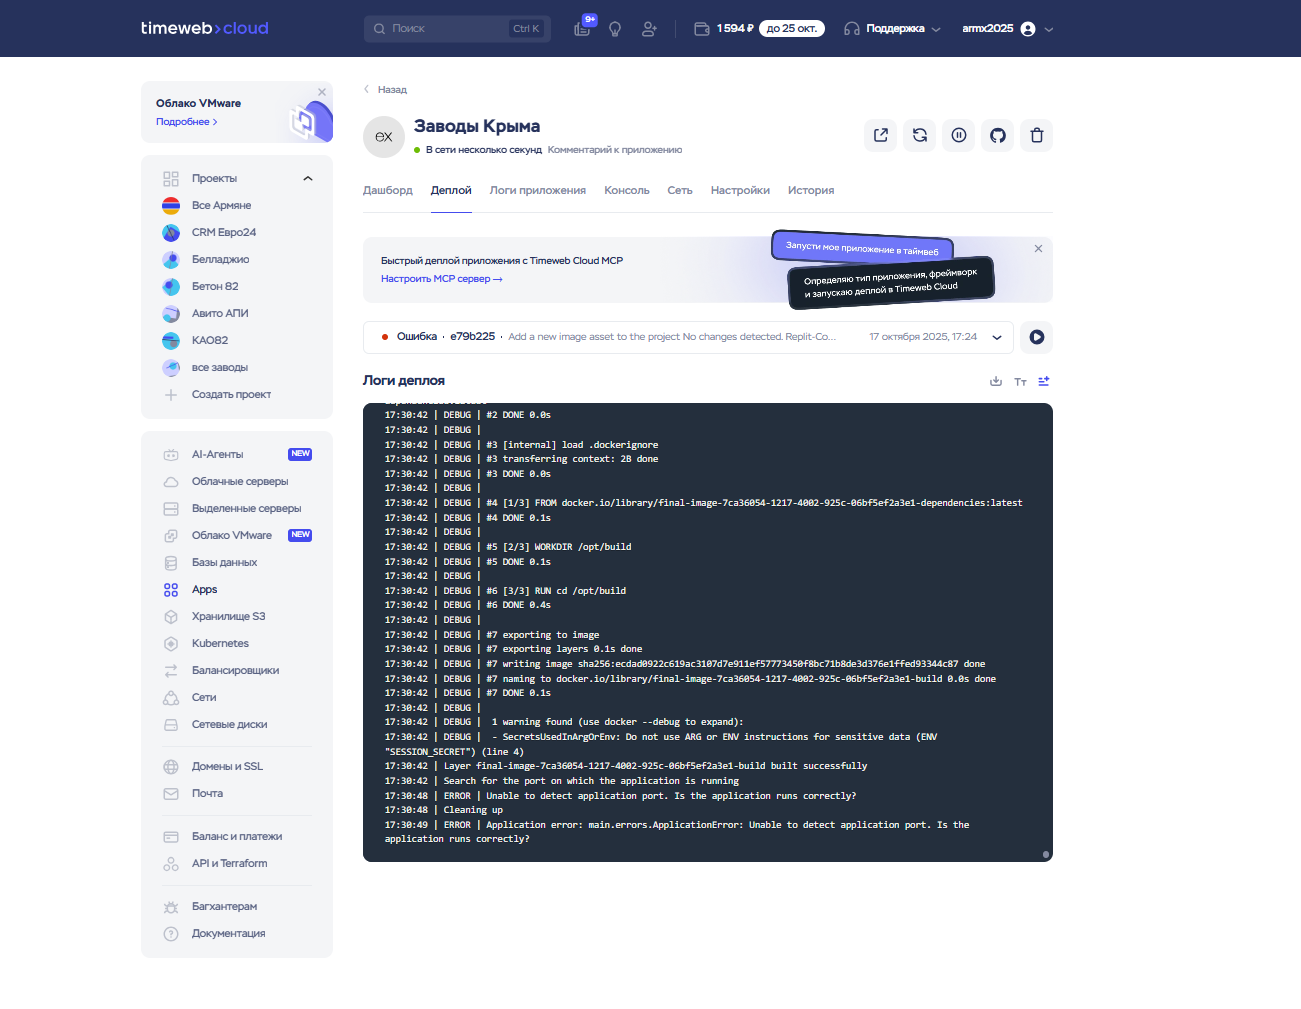 timeweb>cloud
Поиск
Ctrl K
9+
1 594 ₽ до 25 окт.
Поддержка
armx2025
Облако VMware
Подробнее >
Проекты
Все Армяне
CRM Евро24
Белладжио
Бетон 82
Авито АПИ
КАО82
все заводы
Создать проект
AI-Агенты NEW
Облачные серверы
Выделенные серверы
Облако VMware NEW
Базы данных
Apps
Хранилище S3
Kubernetes
Балансировщики
Сети
Сетевые диски
Домены и SSL
Почта
Баланс и платежи
API и Terraform
Багхантерам
Документация
Назад
ex
Заводы Крыма
В сети несколько секунд Комментарий к приложению
Дашборд Деплой Логи приложения Консоль Сеть Настройки История
Быстрый деплой приложения с Timeweb Cloud MCP
Настроить MCP сервер →
Запусти мое приложение в таймвеб
Определяю тип приложения, фреймворк
и запускаю деплой в Timeweb Cloud
Ошибка · e79b225 · Add a new image asset to the project No changes detected. Replit-Co... 17 октября 2025, 17:24
Логи деплоя
Tт
17:30:42 | DEBUG | #2 DONE 0.0s
17:30:42 | DEBUG |
17:30:42 | DEBUG | #3 [internal] load .dockerignore
17:30:42 | DEBUG | #3 transferring context: 2B done
17:30:42 | DEBUG | #3 DONE 0.0s
17:30:42 | DEBUG |
17:30:42 | DEBUG | #4 [1/3] FROM docker.io/library/final-image-7ca36054-1217-4002-925c-06bf5ef2a3e1-dependencies:latest
17:30:42 | DEBUG | #4 DONE 0.1s
17:30:42 | DEBUG |
17:30:42 | DEBUG | #5 [2/3] WORKDIR /opt/build
17:30:42 | DEBUG | #5 DONE 0.1s
17:30:42 | DEBUG |
17:30:42 | DEBUG | #6 [3/3] RUN cd /opt/build
17:30:42 | DEBUG | #6 DONE 0.4s
17:30:42 | DEBUG |
17:30:42 | DEBUG | #7 exporting to image
17:30:42 | DEBUG | #7 exporting layers 0.1s done
17:30:42 | DEBUG | #7 writing image sha256:ecdad0922c619ac3107d7e911ef57773450f8bc71b8de3d376e1ffed93344c87 done
17:30:42 | DEBUG | #7 naming to docker.io/library/final-image-7ca36054-1217-4002-925c-06bf5ef2a3e1-build 0.0s done
17:30:42 | DEBUG | #7 DONE 0.1s
17:30:42 | DEBUG |
17:30:42 | DEBUG | 1 warning found (use docker --debug to expand):
17:30:42 | DEBUG | - SecretsUsedInArgOrEnv: Do not use ARG or ENV instructions for sensitive data (ENV
"SESSION_SECRET") (line 4)
17:30:42 | Layer final-image-7ca36054-1217-4002-925c-06bf5ef2a3e1-build built successfully
17:30:42 | Search for the port on which the application is running
17:30:48 | ERROR | Unable to detect application port. Is the application runs correctly?
17:30:48 | Cleaning up
17:30:49 | ERROR | Application error: main.errors.ApplicationError: Unable to detect application port. Is the
application runs correctly?